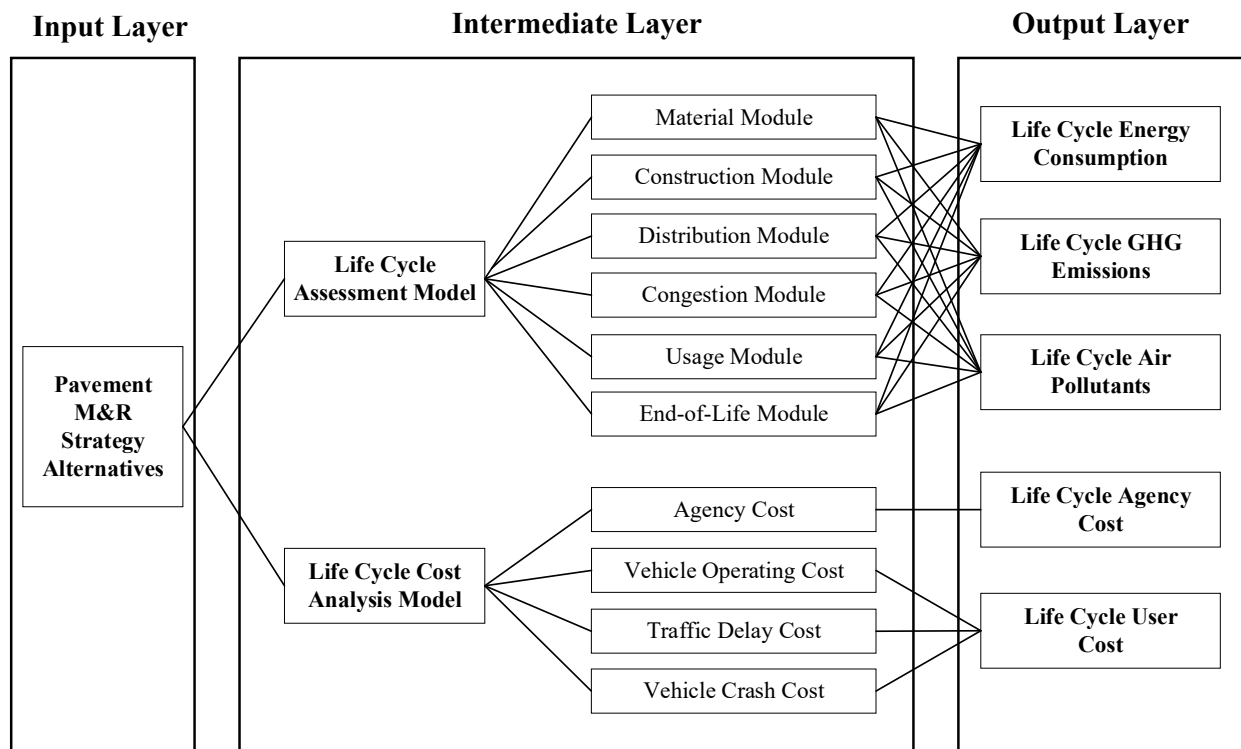 Input Layer
Intermediate Layer
Output Layer
Pavement
M&R
Strategy
Alternatives
Life Cycle
Assessment Model
Life Cycle Cost
Analysis Model
Material Module
Construction Module
Distribution Module
Congestion Module
Usage Module
End-of-Life Module
Agency Cost
Vehicle Operating Cost
Traffic Delay Cost
Vehicle Crash Cost
Life Cycle Energy
Consumption
Life Cycle GHG
Emissions
Life Cycle Air
Pollutants
Life Cycle Agency
Cost
Life Cycle User
Cost